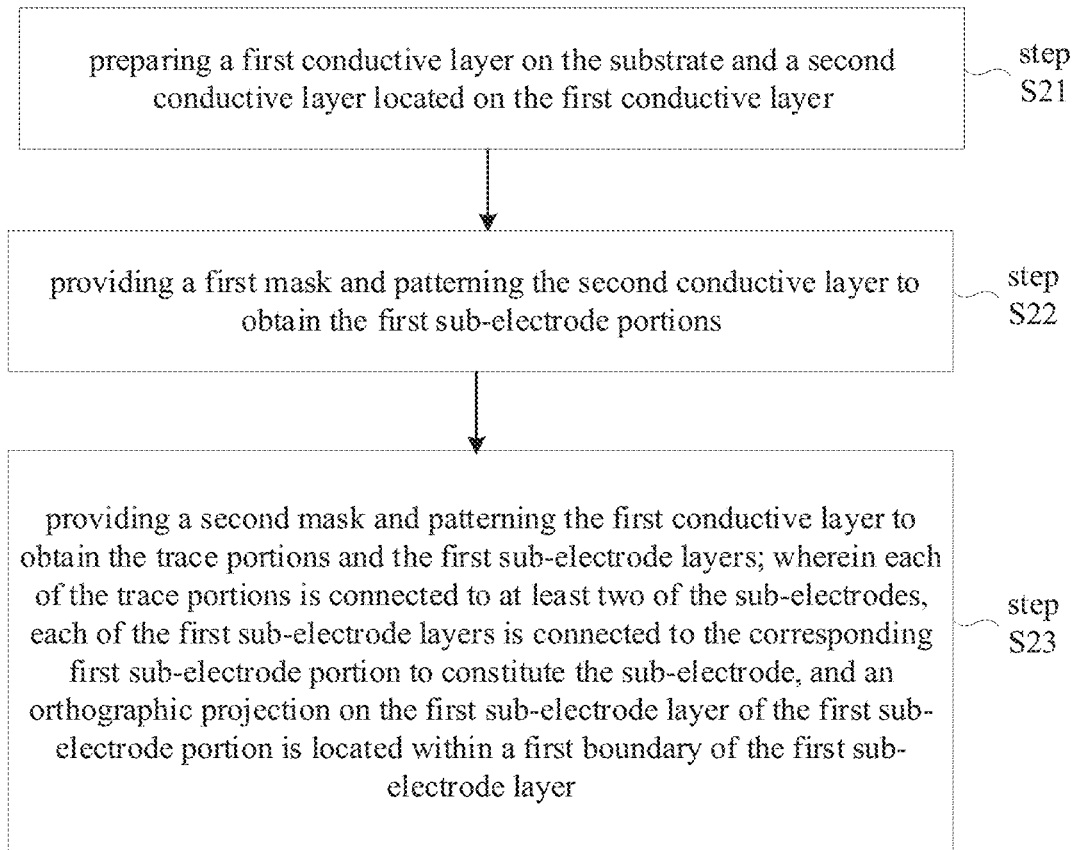 preparing a first conductive layer on the substrate and a second
conductive layer located on the first conductive layer
step
S21
providing a first mask and patterning the second conductive layer to
obtain the first sub-electrode portions
step
S22
providing a second mask and patterning the first conductive layer to
obtain the trace portions and the first sub-electrode layers; wherein each
of the trace portions is connected to at least two of the sub-electrodes,
each of the first sub-electrode layers is connected to the corresponding
first sub-electrode portion to constitute the sub-electrode, and an
orthographic projection on the first sub-electrode layer of the first sub-
electrode portion is located within a first boundary of the first sub-
electrode layer
step
S23